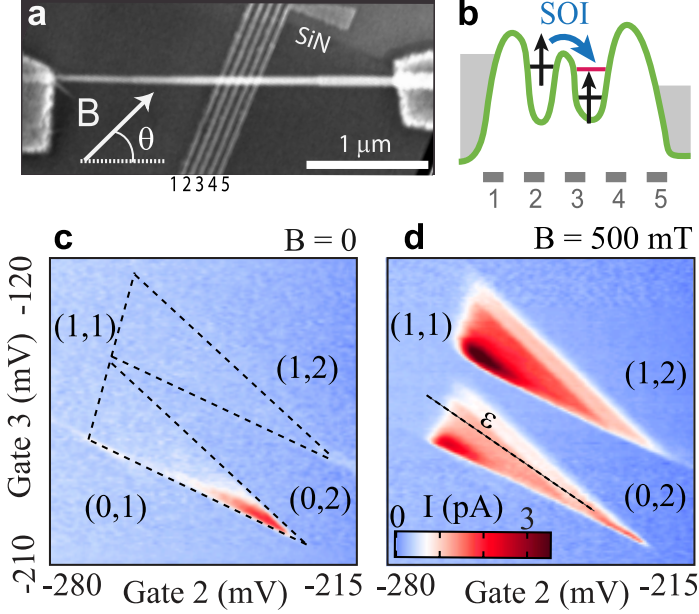 a
SiN
B
θ
1 μm
1 2 3 4 5
b
SOI
1 2 3 4 5
c
B = 0
Gate 3 (mV)
-120
-210
(1,1)
(1,2)
(0,1)
(0,2)
-280
Gate 2 (mV)
-215
d
B = 500 mT
(1,1)
(1,2)
ε
(0,2)
0
I (pA)
3
-280
Gate 2 (mV)
-215